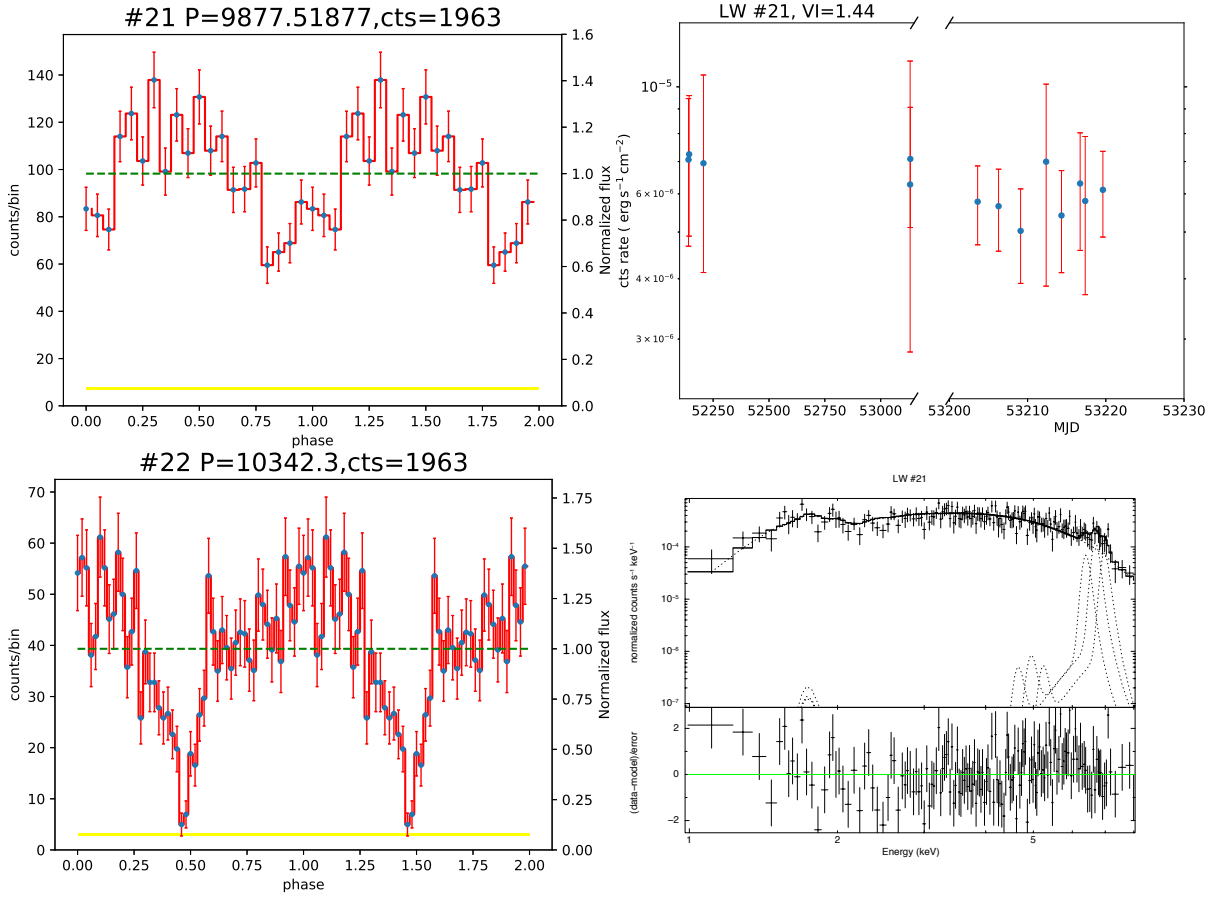 #21 P=9877.51877,cts=1963
counts/bin
140
120
100
80
60
40
20
0
1.6
1.4
1.2
1.0
0.8
0.6
0.4
0.2
0.0
Normalized flux
0.00 0.25 0.50 0.75 1.00 1.25 1.50 1.75 2.00
phase
LW #21, VI=1.44
cts rate ( erg s⁻¹ cm⁻²)
10⁻⁵
6 × 10⁻⁶
4 × 10⁻⁶
3 × 10⁻⁶
52250 52500 52750 53000 53200 53210 53220 53230
MJD
#22 P=10342.3,cts=1963
counts/bin
70
60
50
40
30
20
10
0
1.75
1.50
1.25
1.00
0.75
0.50
0.25
0.00
Normalized flux
0.00 0.25 0.50 0.75 1.00 1.25 1.50 1.75 2.00
phase
LW #21
normalized counts s⁻¹ keV⁻¹
10⁻⁴
10⁻⁵
10⁻⁶
10⁻⁷
(data−model)/error
2
0
−2
1 2 5
Energy (keV)